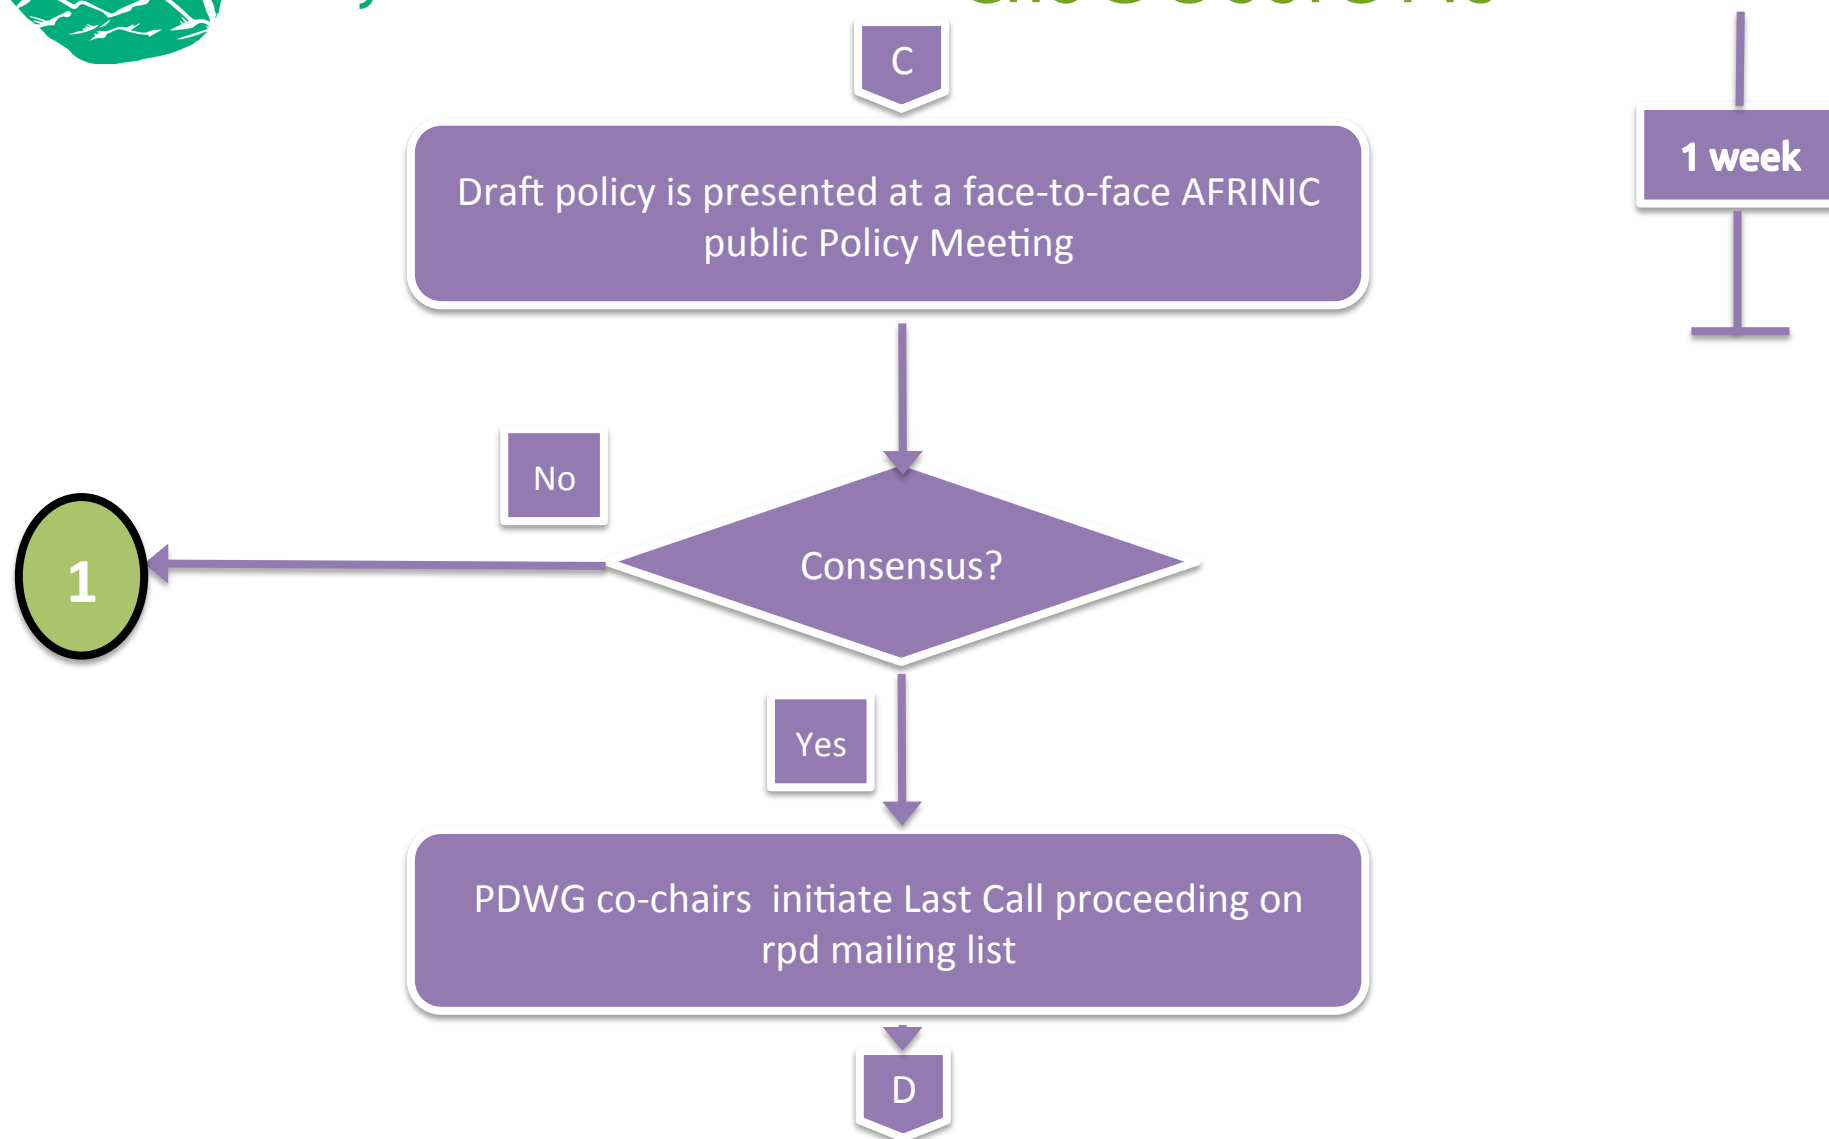 C
Draft policy is presented at a face-to-face AFRINIC
public Policy Meeting
1 week
No
1
Consensus?
Yes
PDWG co-chairs  initiate Last Call proceeding on
rpd mailing list
D